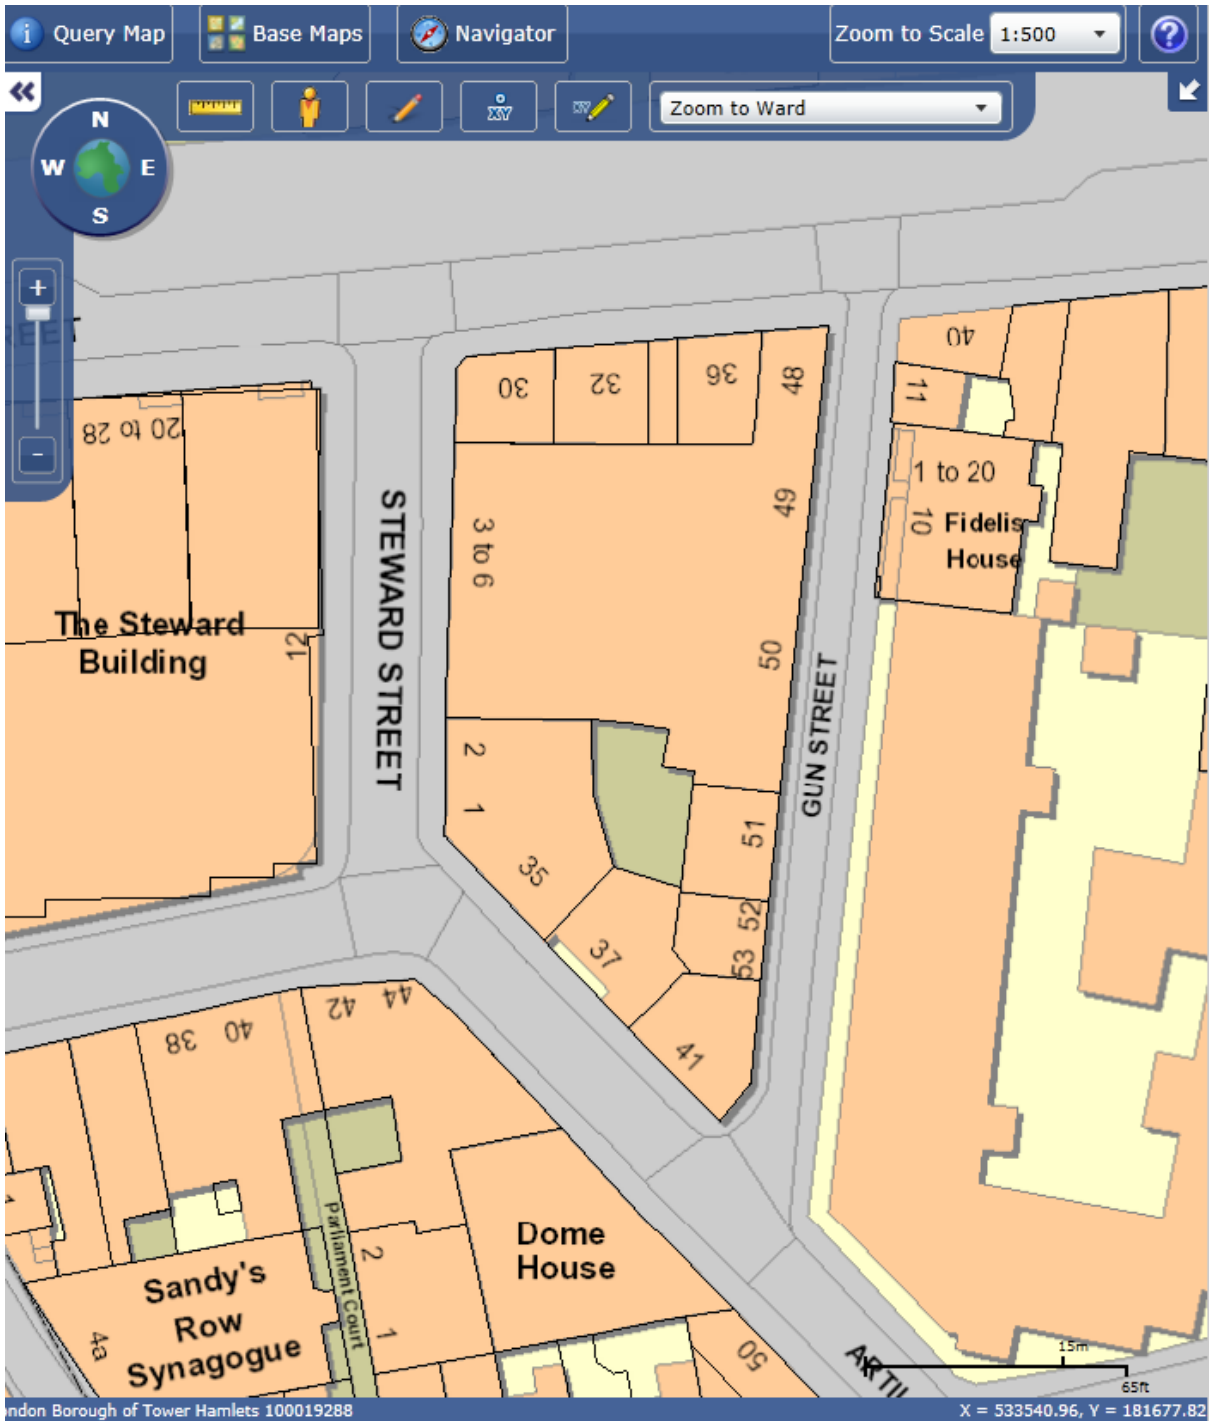 Query Map
Base Maps
Navigator
Zoom to Scale
1:500
?
N
W
E
S
XY
XY
Zoom to Ward
+
-
30
32
36
48
40
11
20 to 28
1 to 20
10
Fidelis
House
49
STEWARD STREET
3 to 6
The Steward
Building
12
50
GUN STREET
2
1
51
35
52
53
37
41
38
40
42
44
Parliament Court
2
1
Dome
House
Sandy's
Row
Synagogue
4a
50
15m
65ft
London Borough of Tower Hamlets 100019288
X = 533540.96, Y = 181677.82